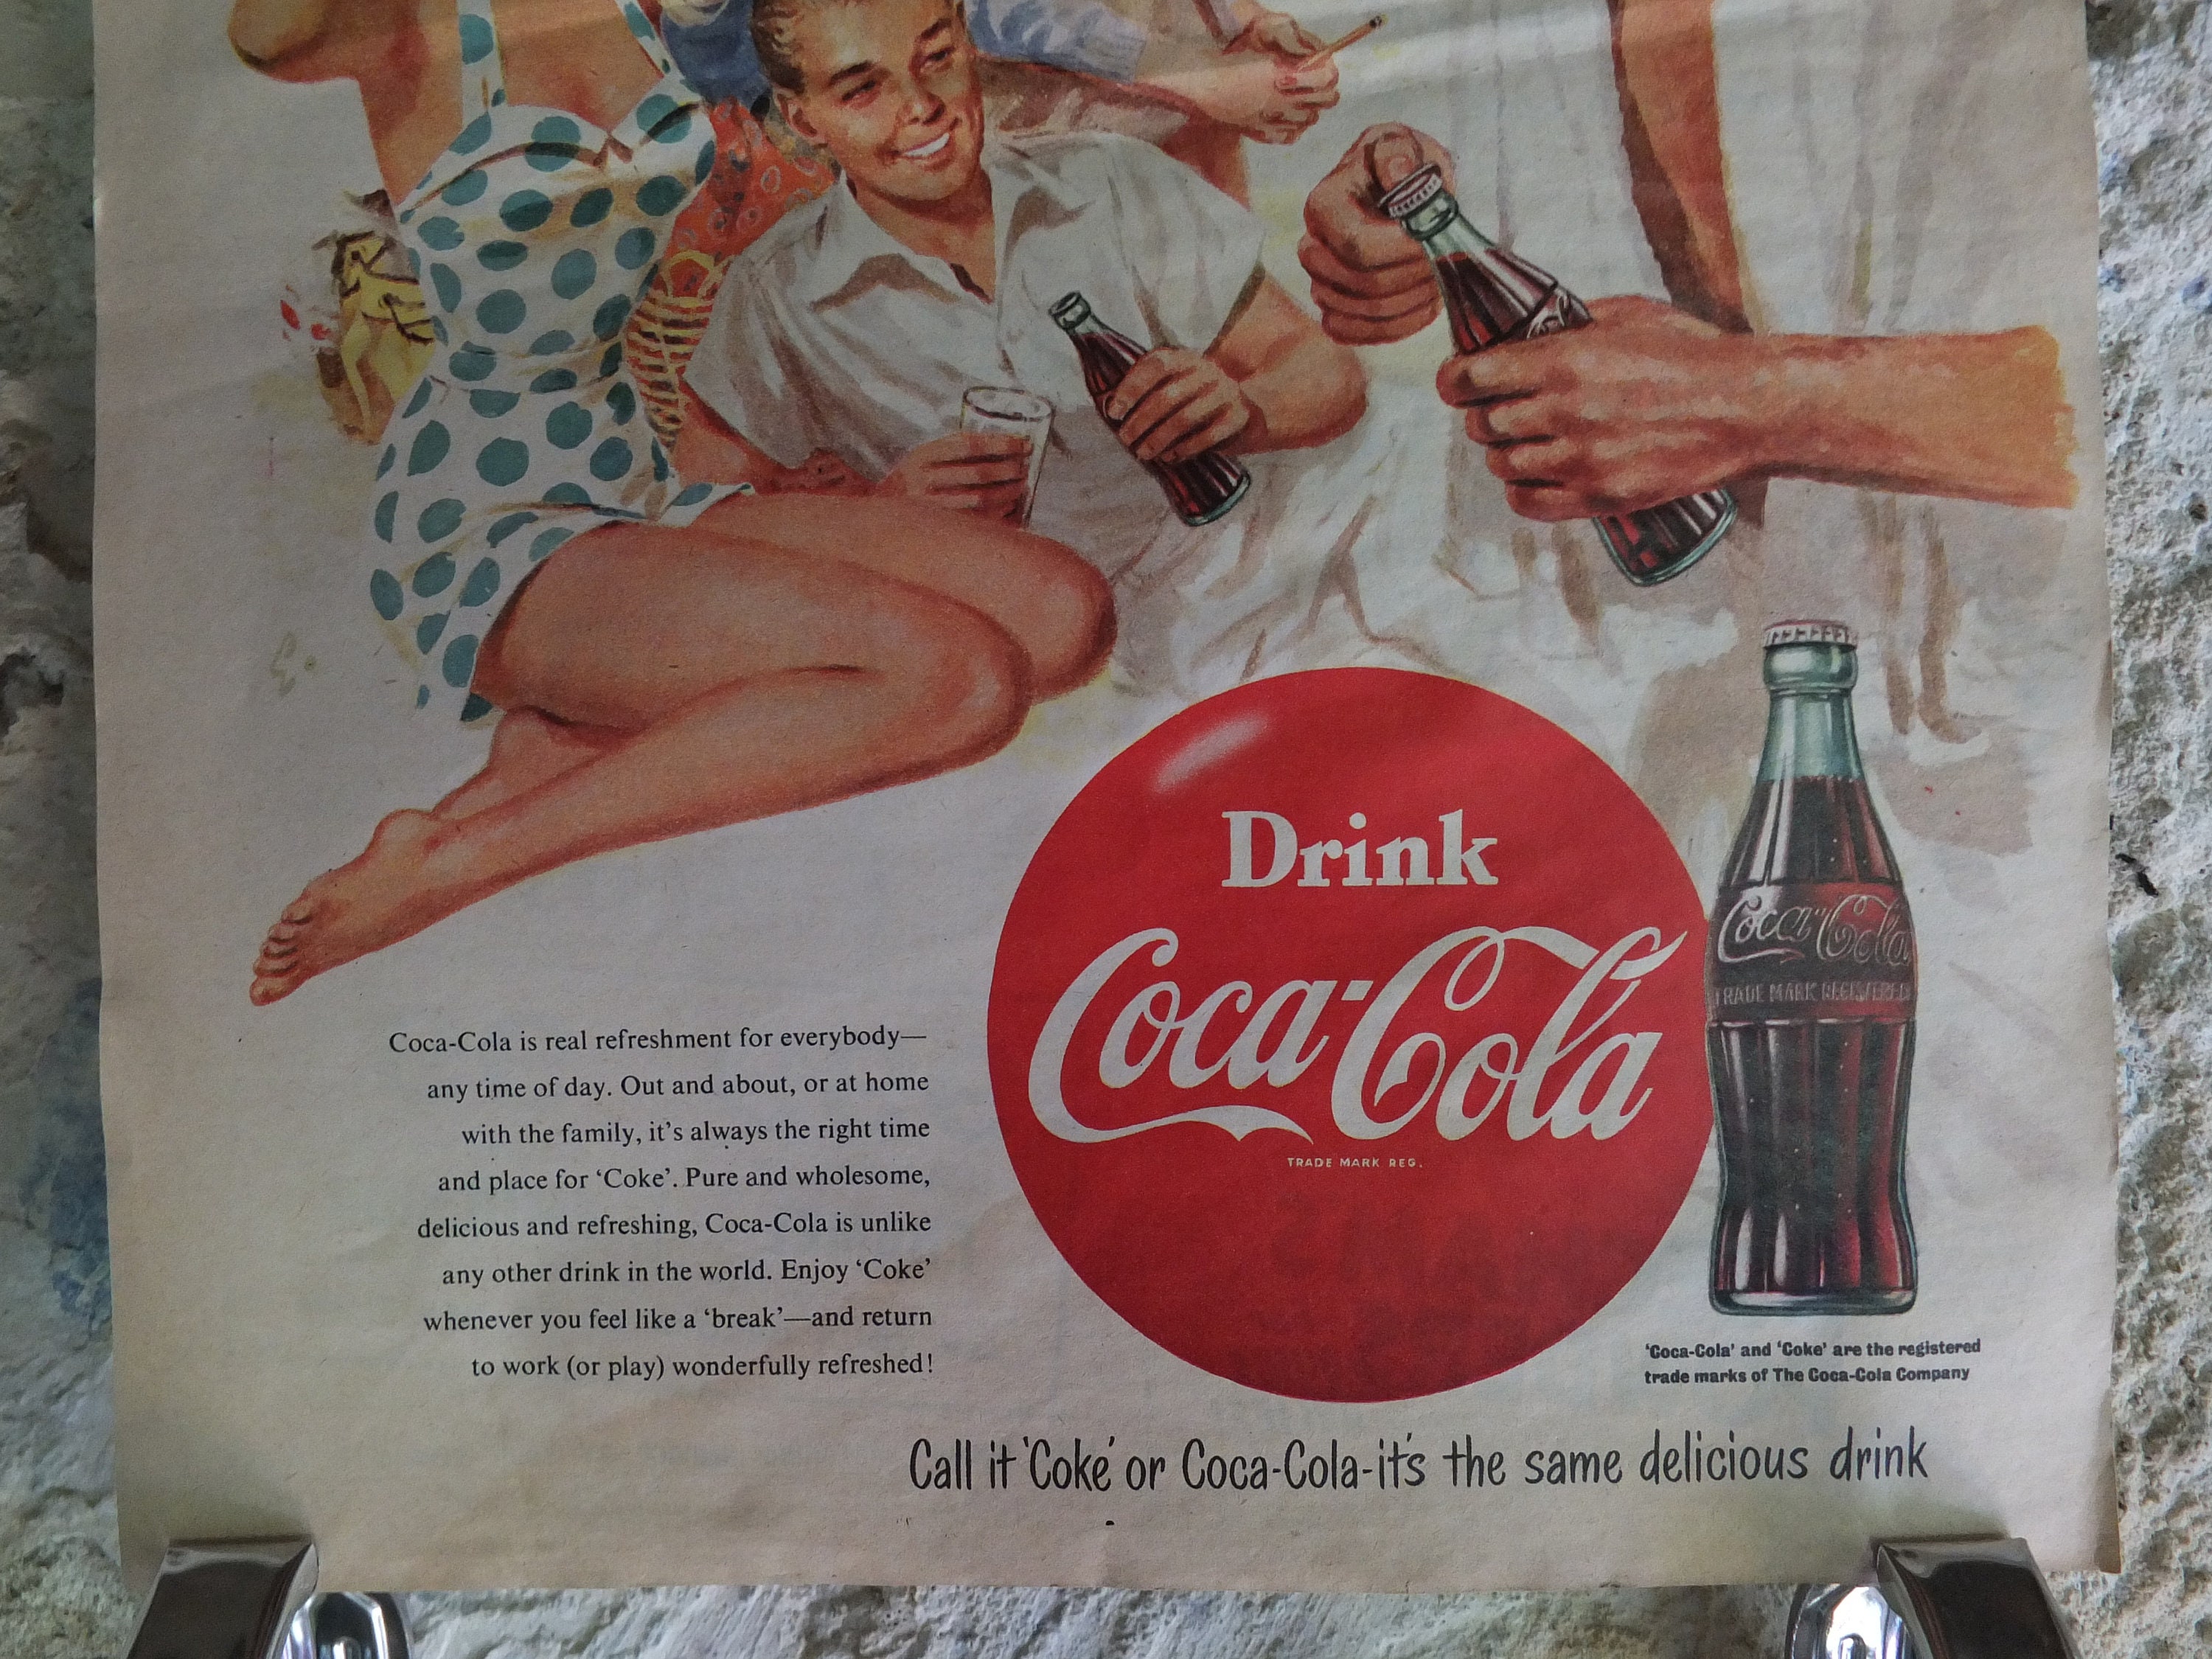 Drink
Coca-Cola
TRADE MARK REG.
Coca-Cola
TRADE MARK REGISTERED
Coca-Cola is real refreshment for everybody—
any time of day. Out and about, or at home
with the family, it's always the right time
and place for ‘Coke’. Pure and wholesome,
delicious and refreshing, Coca-Cola is unlike
any other drink in the world. Enjoy ‘Coke’
whenever you feel like a ‘break’—and return
to work (or play) wonderfully refreshed!
‘Coca-Cola’ and ‘Coke’ are the registered
trade marks of The Coca-Cola Company
Call it ‘Coke’ or Coca-Cola-it's the same delicious drink